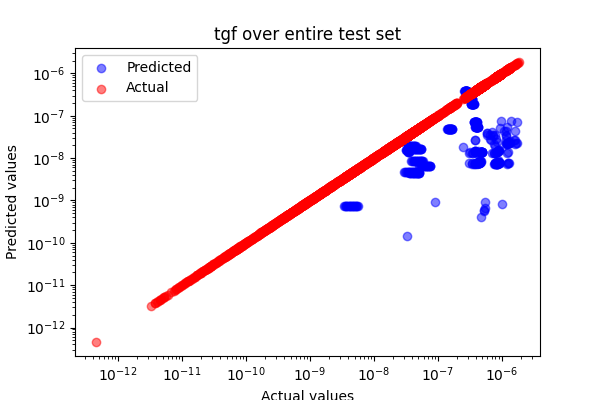 tgf over entire test set
Predicted
Actual
Predicted values
10⁻⁶
10⁻⁷
10⁻⁸
10⁻⁹
10⁻¹⁰
10⁻¹¹
10⁻¹²
10⁻¹² 10⁻¹¹ 10⁻¹⁰ 10⁻⁹ 10⁻⁸ 10⁻⁷ 10⁻⁶
Actual values